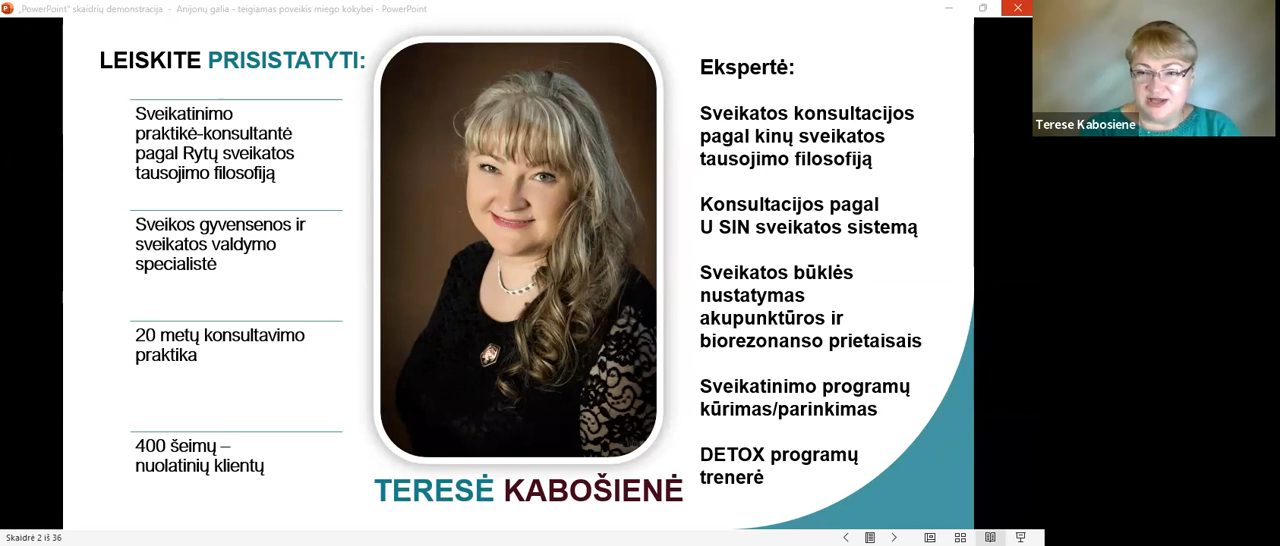 „PowerPoint“ skaidrių demonstracija - Anijonų galia - teigiamas poveikis miego kokybei - PowerPoint
LEISKITE PRISISTATYTI:
Sveikatinimo
praktikė-konsultantė
pagal Rytų sveikatos
tausojimo filosofiją
Sveikos gyvensenos ir
sveikatos valdymo
specialistė
20 metų konsultavimo
praktika
400 šeimų –
nuolatinių klientų
TERESĖ KABOŠIENĖ
Ekspertė:
Sveikatos konsultacijos
pagal kinų sveikatos
tausojimo filosofiją
Konsultacijos pagal
U SIN sveikatos sistemą
Sveikatos būklės
nustatymas
akupunktūros ir
biorezonanso prietaisais
Sveikatinimo programų
kūrimas/parinkimas
DETOX programų
trenerė
Terese Kabosiene
Skaidrė 2 iš 36